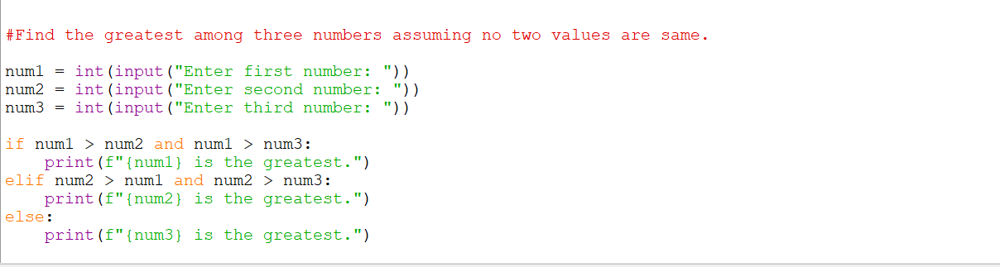 #Find the greatest among three numbers assuming no two values are same.
num1 = int(input("Enter first number: "))
num2 = int(input("Enter second number: "))
num3 = int(input("Enter third number: "))
if num1 > num2 and num1 > num3:
    print(f"{num1} is the greatest.")
elif num2 > num1 and num2 > num3:
    print(f"{num2} is the greatest.")
else:
    print(f"{num3} is the greatest.")